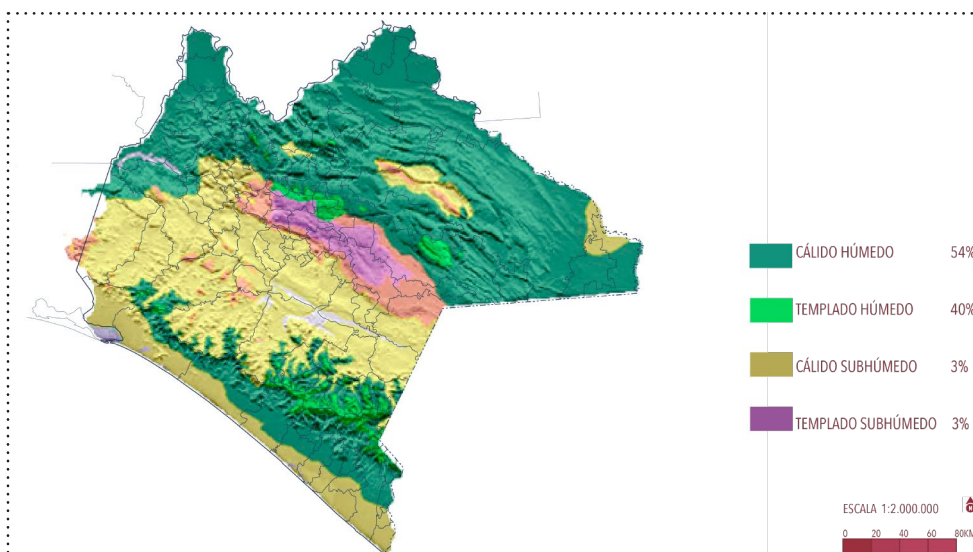 CÁLIDO HÚMEDO 54%
TEMPLADO HÚMEDO 40%
CÁLIDO SUBHÚMEDO 3%
TEMPLADO SUBHÚMEDO 3%
ESCALA 1:2.000.000
0 20 40 60 80KM